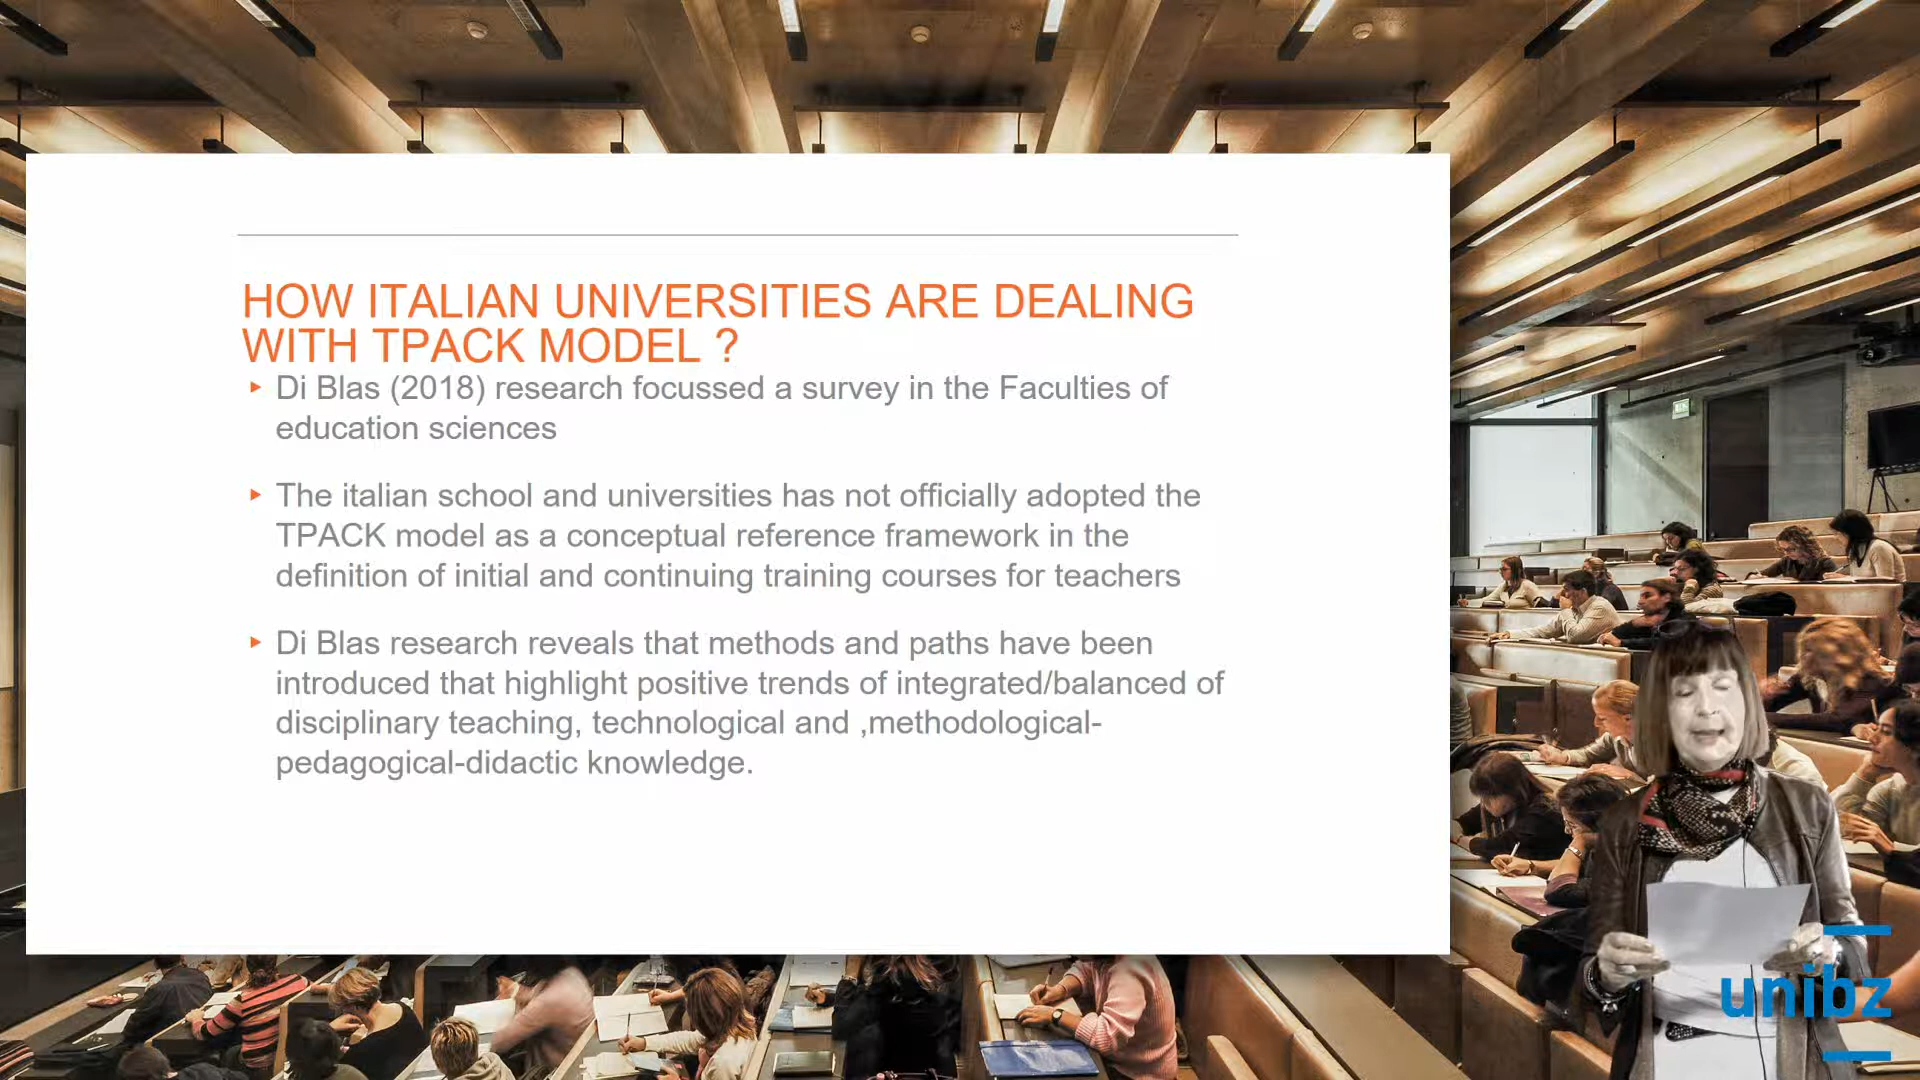 HOW ITALIAN UNIVERSITIES ARE DEALING
WITH TPACK MODEL ?
Di Blas (2018) research focussed a survey in the Faculties of
education sciences
The italian school and universities has not officially adopted the
TPACK model as a conceptual reference framework in the
definition of initial and continuing training courses for teachers
Di Blas research reveals that methods and paths have been
introduced that highlight positive trends of integrated/balanced of
disciplinary teaching, technological and ,methodological-
pedagogical-didactic knowledge.
unibz